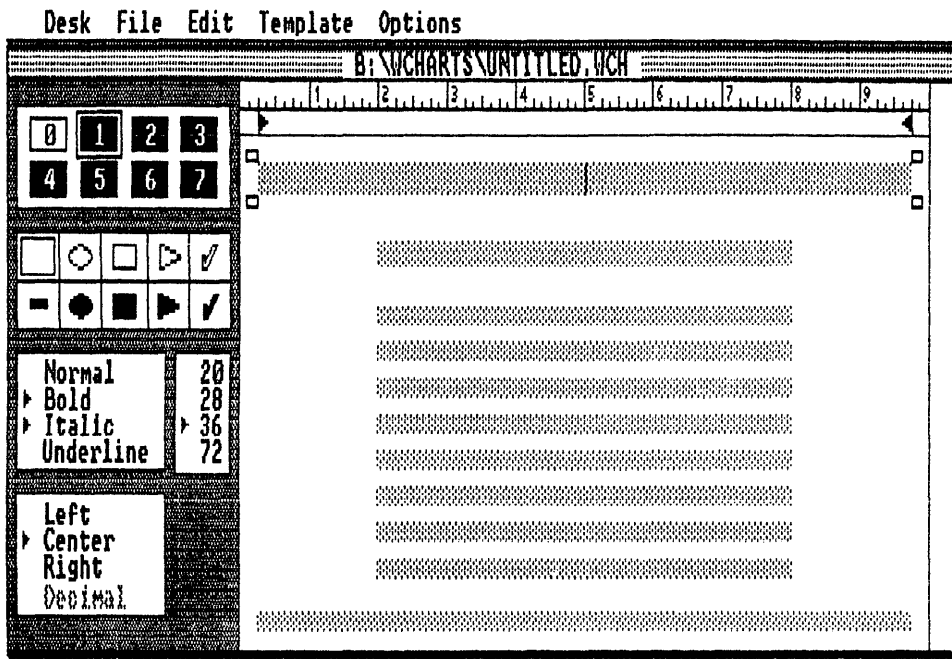 Desk File Edit Template Options
B:\WCHARTS\UNTITLED.WCH
1 2 3 4 5 6 7 8 9
0 1 2 3
4 5 6 7
Normal 20
Bold 28
Italic 36
Underline 72
Left
Center
Right
Decimal